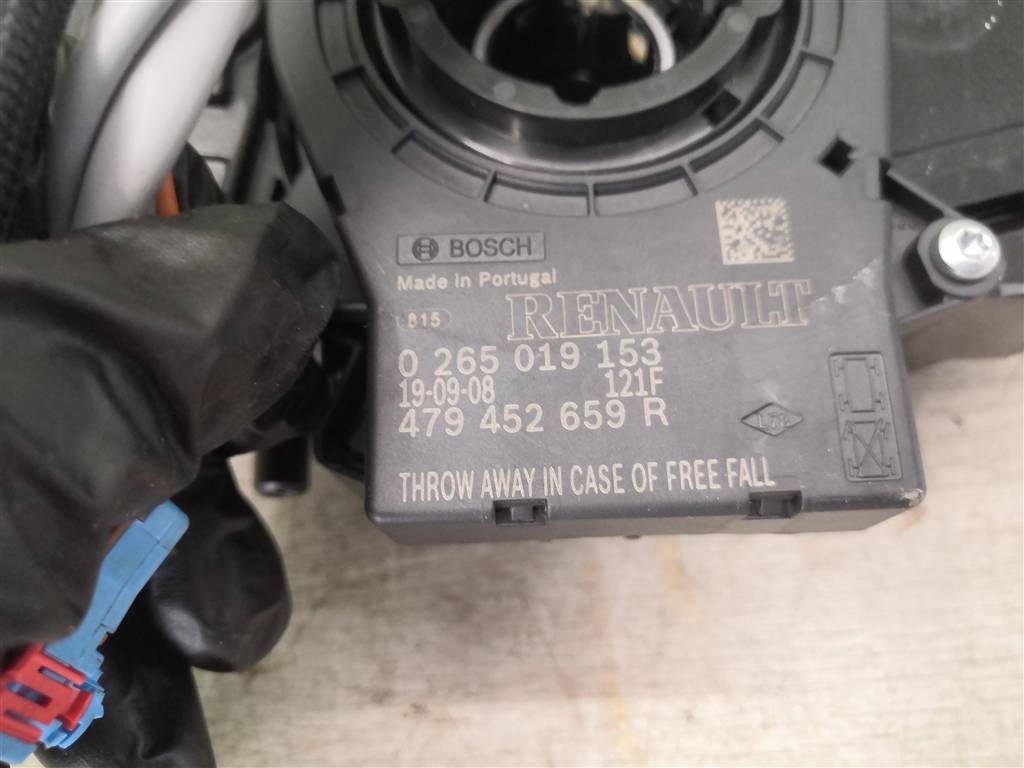 BOSCH
Made in Portugal
815 RENAULT
0 265 019 153
19-09-08 121F
479 452 659 R
THROW AWAY IN CASE OF FREE FALL